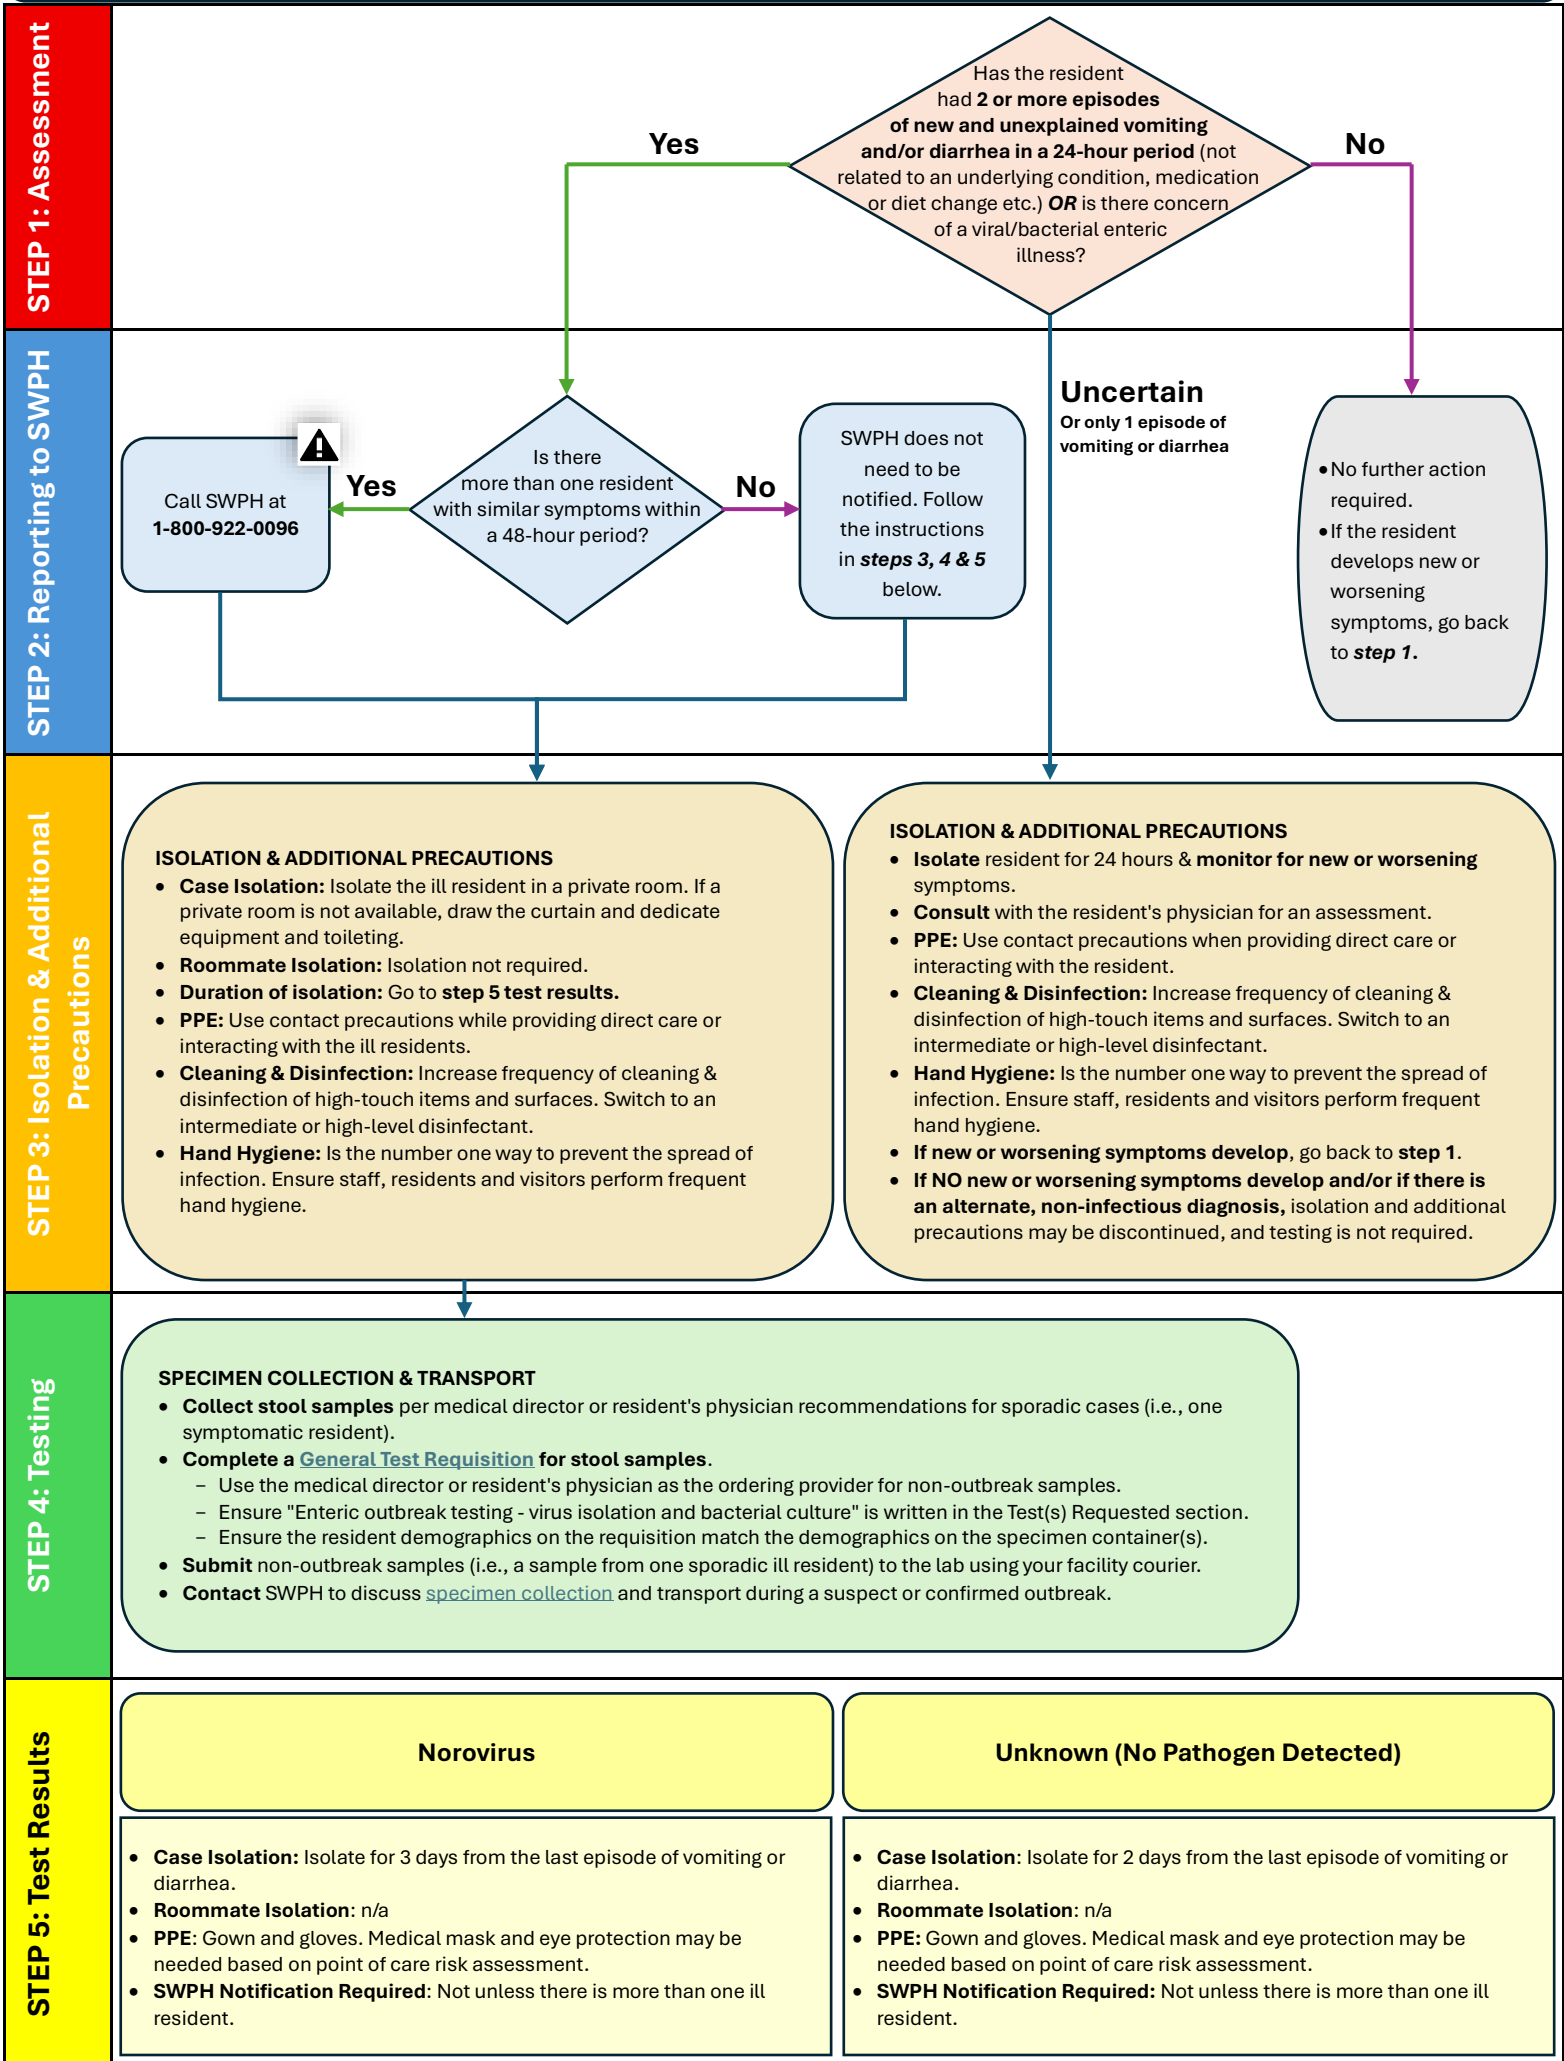 STEP 1: Assessment
Has the resident
had 2 or more episodes
of new and unexplained vomiting
and/or diarrhea in a 24-hour period (not
related to an underlying condition, medication
or diet change etc.) OR is there concern
of a viral/bacterial enteric
illness?
Yes
No
STEP 2: Reporting to SWPH
Call SWPH at
1-800-922-0096
Yes
Is there
more than one resident
with similar symptoms within
a 48-hour period?
No
SWPH does not
need to be
notified. Follow
the instructions
in steps 3, 4 & 5
below.
Uncertain
Or only 1 episode of
vomiting or diarrhea
• No further action
required.
• If the resident
develops new or
worsening
symptoms, go back
to step 1.
STEP 3: Isolation & Additional
Precautions
ISOLATION & ADDITIONAL PRECAUTIONS
• Case Isolation: Isolate the ill resident in a private room. If a
private room is not available, draw the curtain and dedicate
equipment and toileting.
• Roommate Isolation: Isolation not required.
• Duration of isolation: Go to step 5 test results.
• PPE: Use contact precautions while providing direct care or
interacting with the ill residents.
• Cleaning & Disinfection: Increase frequency of cleaning &
disinfection of high-touch items and surfaces. Switch to an
intermediate or high-level disinfectant.
• Hand Hygiene: Is the number one way to prevent the spread of
infection. Ensure staff, residents and visitors perform frequent
hand hygiene.
ISOLATION & ADDITIONAL PRECAUTIONS
• Isolate resident for 24 hours & monitor for new or worsening
symptoms.
• Consult with the resident's physician for an assessment.
• PPE: Use contact precautions when providing direct care or
interacting with the resident.
• Cleaning & Disinfection: Increase frequency of cleaning &
disinfection of high-touch items and surfaces. Switch to an
intermediate or high-level disinfectant.
• Hand Hygiene: Is the number one way to prevent the spread of
infection. Ensure staff, residents and visitors perform frequent
hand hygiene.
• If new or worsening symptoms develop, go back to step 1.
• If NO new or worsening symptoms develop and/or if there is
an alternate, non-infectious diagnosis, isolation and additional
precautions may be discontinued, and testing is not required.
STEP 4: Testing
SPECIMEN COLLECTION & TRANSPORT
• Collect stool samples per medical director or resident's physician recommendations for sporadic cases (i.e., one
symptomatic resident).
• Complete a General Test Requisition for stool samples.
– Use the medical director or resident's physician as the ordering provider for non-outbreak samples.
– Ensure "Enteric outbreak testing - virus isolation and bacterial culture" is written in the Test(s) Requested section.
– Ensure the resident demographics on the requisition match the demographics on the specimen container(s).
• Submit non-outbreak samples (i.e., a sample from one sporadic ill resident) to the lab using your facility courier.
• Contact SWPH to discuss specimen collection and transport during a suspect or confirmed outbreak.
STEP 5: Test Results
Norovirus
• Case Isolation: Isolate for 3 days from the last episode of vomiting or
diarrhea.
• Roommate Isolation: n/a
• PPE: Gown and gloves. Medical mask and eye protection may be
needed based on point of care risk assessment.
• SWPH Notification Required: Not unless there is more than one ill
resident.
Unknown (No Pathogen Detected)
• Case Isolation: Isolate for 2 days from the last episode of vomiting or
diarrhea.
• Roommate Isolation: n/a
• PPE: Gown and gloves. Medical mask and eye protection may be
needed based on point of care risk assessment.
• SWPH Notification Required: Not unless there is more than one ill
resident.